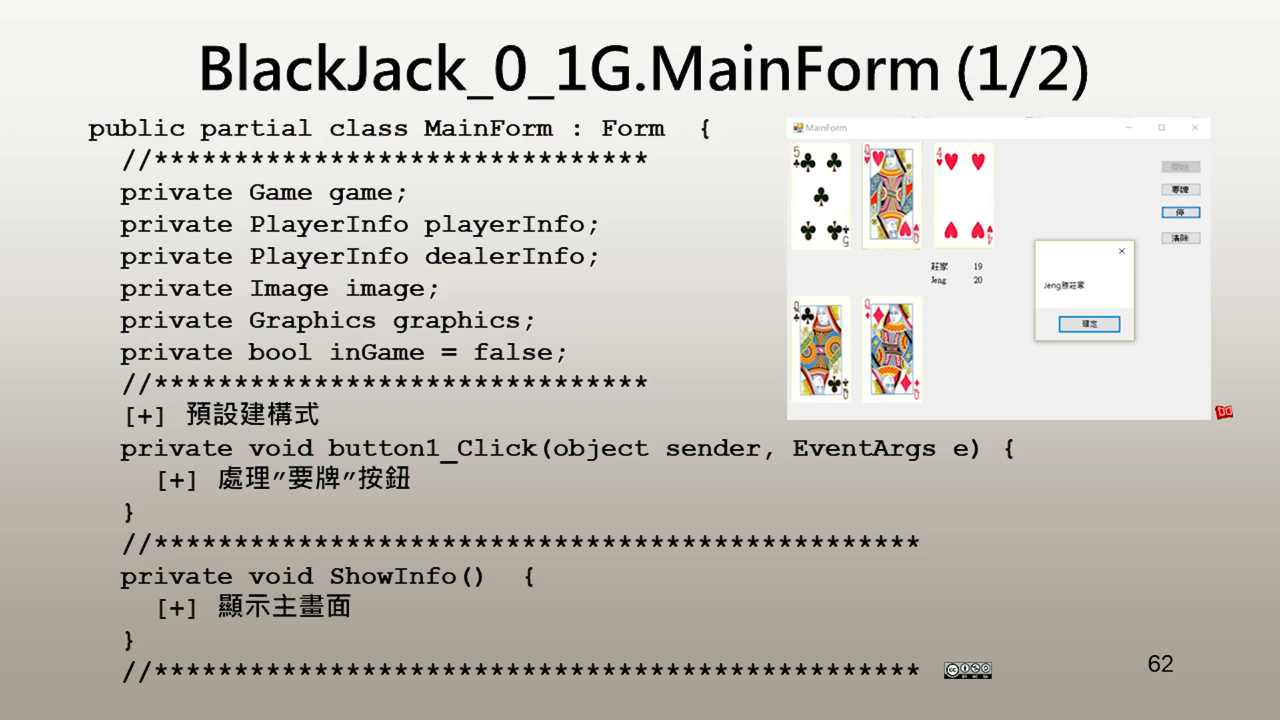 BlackJack_0_1G.MainForm (1/2)
public partial class MainForm : Form {
//*******************************
private Game game;
private PlayerInfo playerInfo;
private PlayerInfo dealerInfo;
private Image image;
private Graphics graphics;
private bool inGame = false;
//*******************************
[+] 預設建構式
private void button1_Click(object sender, EventArgs e) {
[+] 處理"要牌"按鈕
}
//************************************************
private void ShowInfo() {
[+] 顯示主畫面
}
//************************************************
MainForm
5
Q
4
開始
要牌
停
清除
莊家 19
Jeng 20
Jeng勝莊家
確定
Q
Q
62